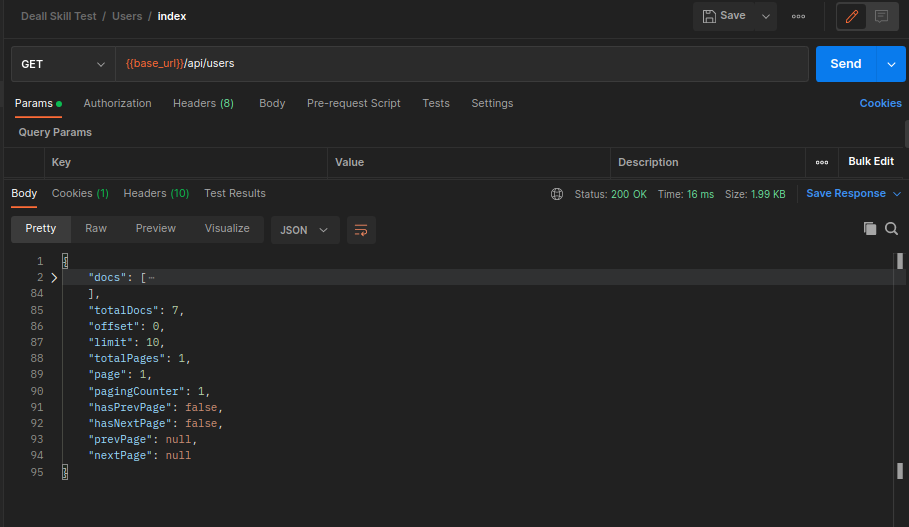 Deall Skill Test / Users / index
Save
GET
{{base_url}}/api/users
Send
Params
Authorization
Headers (8)
Body
Pre-request Script
Tests
Settings
Cookies
Query Params
Key
Value
Description
Bulk Edit
Body
Cookies (1)
Headers (10)
Test Results
Status: 200 OK
Time: 16 ms
Size: 1.99 KB
Save Response
Pretty
Raw
Preview
Visualize
JSON
1 {
2 "docs": [⋯
84 ],
85 "totalDocs": 7,
86 "offset": 0,
87 "limit": 10,
88 "totalPages": 1,
89 "page": 1,
90 "pagingCounter": 1,
91 "hasPrevPage": false,
92 "hasNextPage": false,
93 "prevPage": null,
94 "nextPage": null
95 }